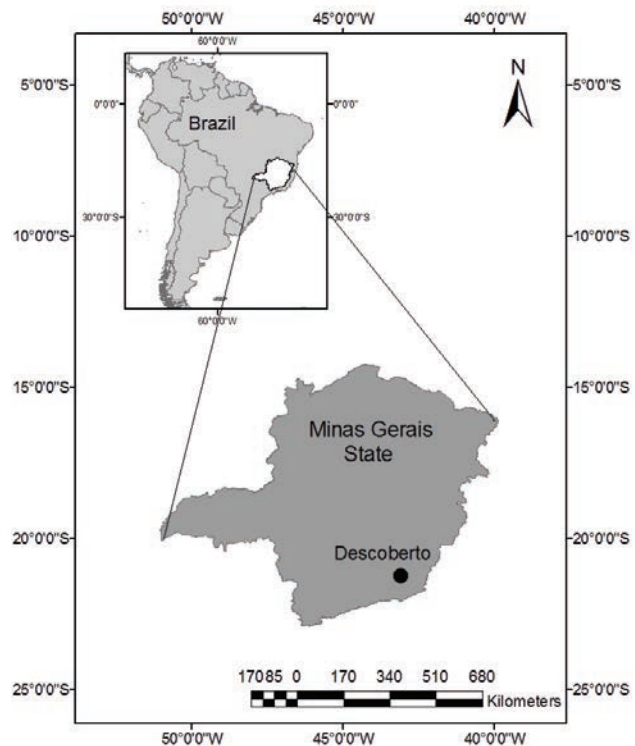 50°0'0"W 45°0'0"W 40°0'0"W
60°0'0"W
N
5°0'0"S 5°0'0"S
0°0'0" 0°0'0"
Brazil
30°0'0"S 30°0'0"S
10°0'0"S 10°0'0"S
60°0'0"W
15°0'0"S 15°0'0"S
Minas Gerais
State
20°0'0"S 20°0'0"S
Descoberto
17085 0 170 340 510 680
Kilometers
25°0'0"S 25°0'0"S
50°0'0"W 45°0'0"W 40°0'0"W